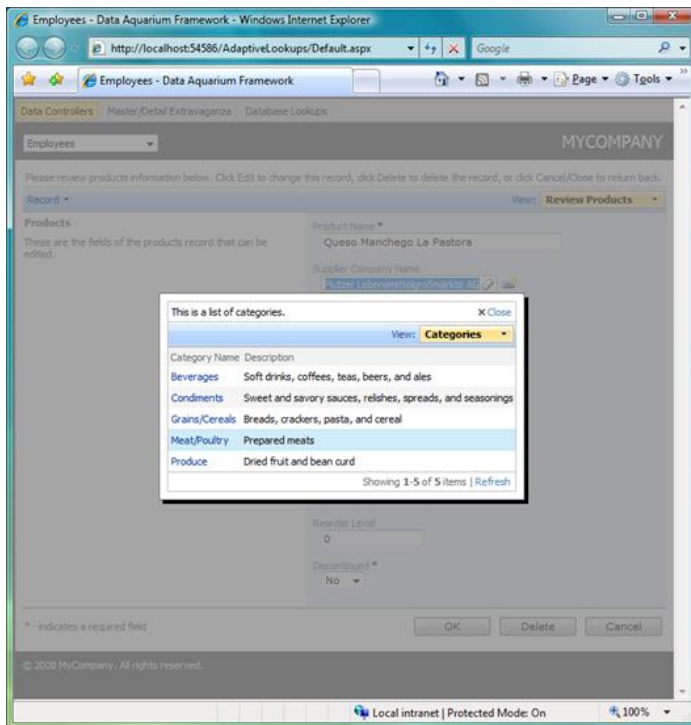 Employees - Data Aquarium Framework - Windows Internet Explorer
http://localhost:54586/AdaptiveLookups/Default.aspx
Google
Employees - Data Aquarium Framework
Page Tools
Data Controllers Master/Detail Extravaganza Database Lookups
Employees
MYCOMPANY
Please review products information below. Click Edit to change this record, click Delete to delete the record, or click Cancel/Close to return back.
Record
View: Review Products
Products
These are the fields of the products record that can be
edited.
Product Name *
Queso Manchego La Pastora
Supplier Company Name
Plutzer Lebensmittelgroßmärkte AG
This is a list of categories.
Close
View: Categories
Category Name Description
Beverages Soft drinks, coffees, teas, beers, and ales
Condiments Sweet and savory sauces, relishes, spreads, and seasonings
Grains/Cereals Breads, crackers, pasta, and cereal
Meat/Poultry Prepared meats
Produce Dried fruit and bean curd
Showing 1-5 of 5 items | Refresh
Reorder Level
0
Discontinued *
No
* - indicates a required field
OK Delete Cancel
© 2008 MyCompany. All rights reserved.
Local intranet | Protected Mode: On
100%